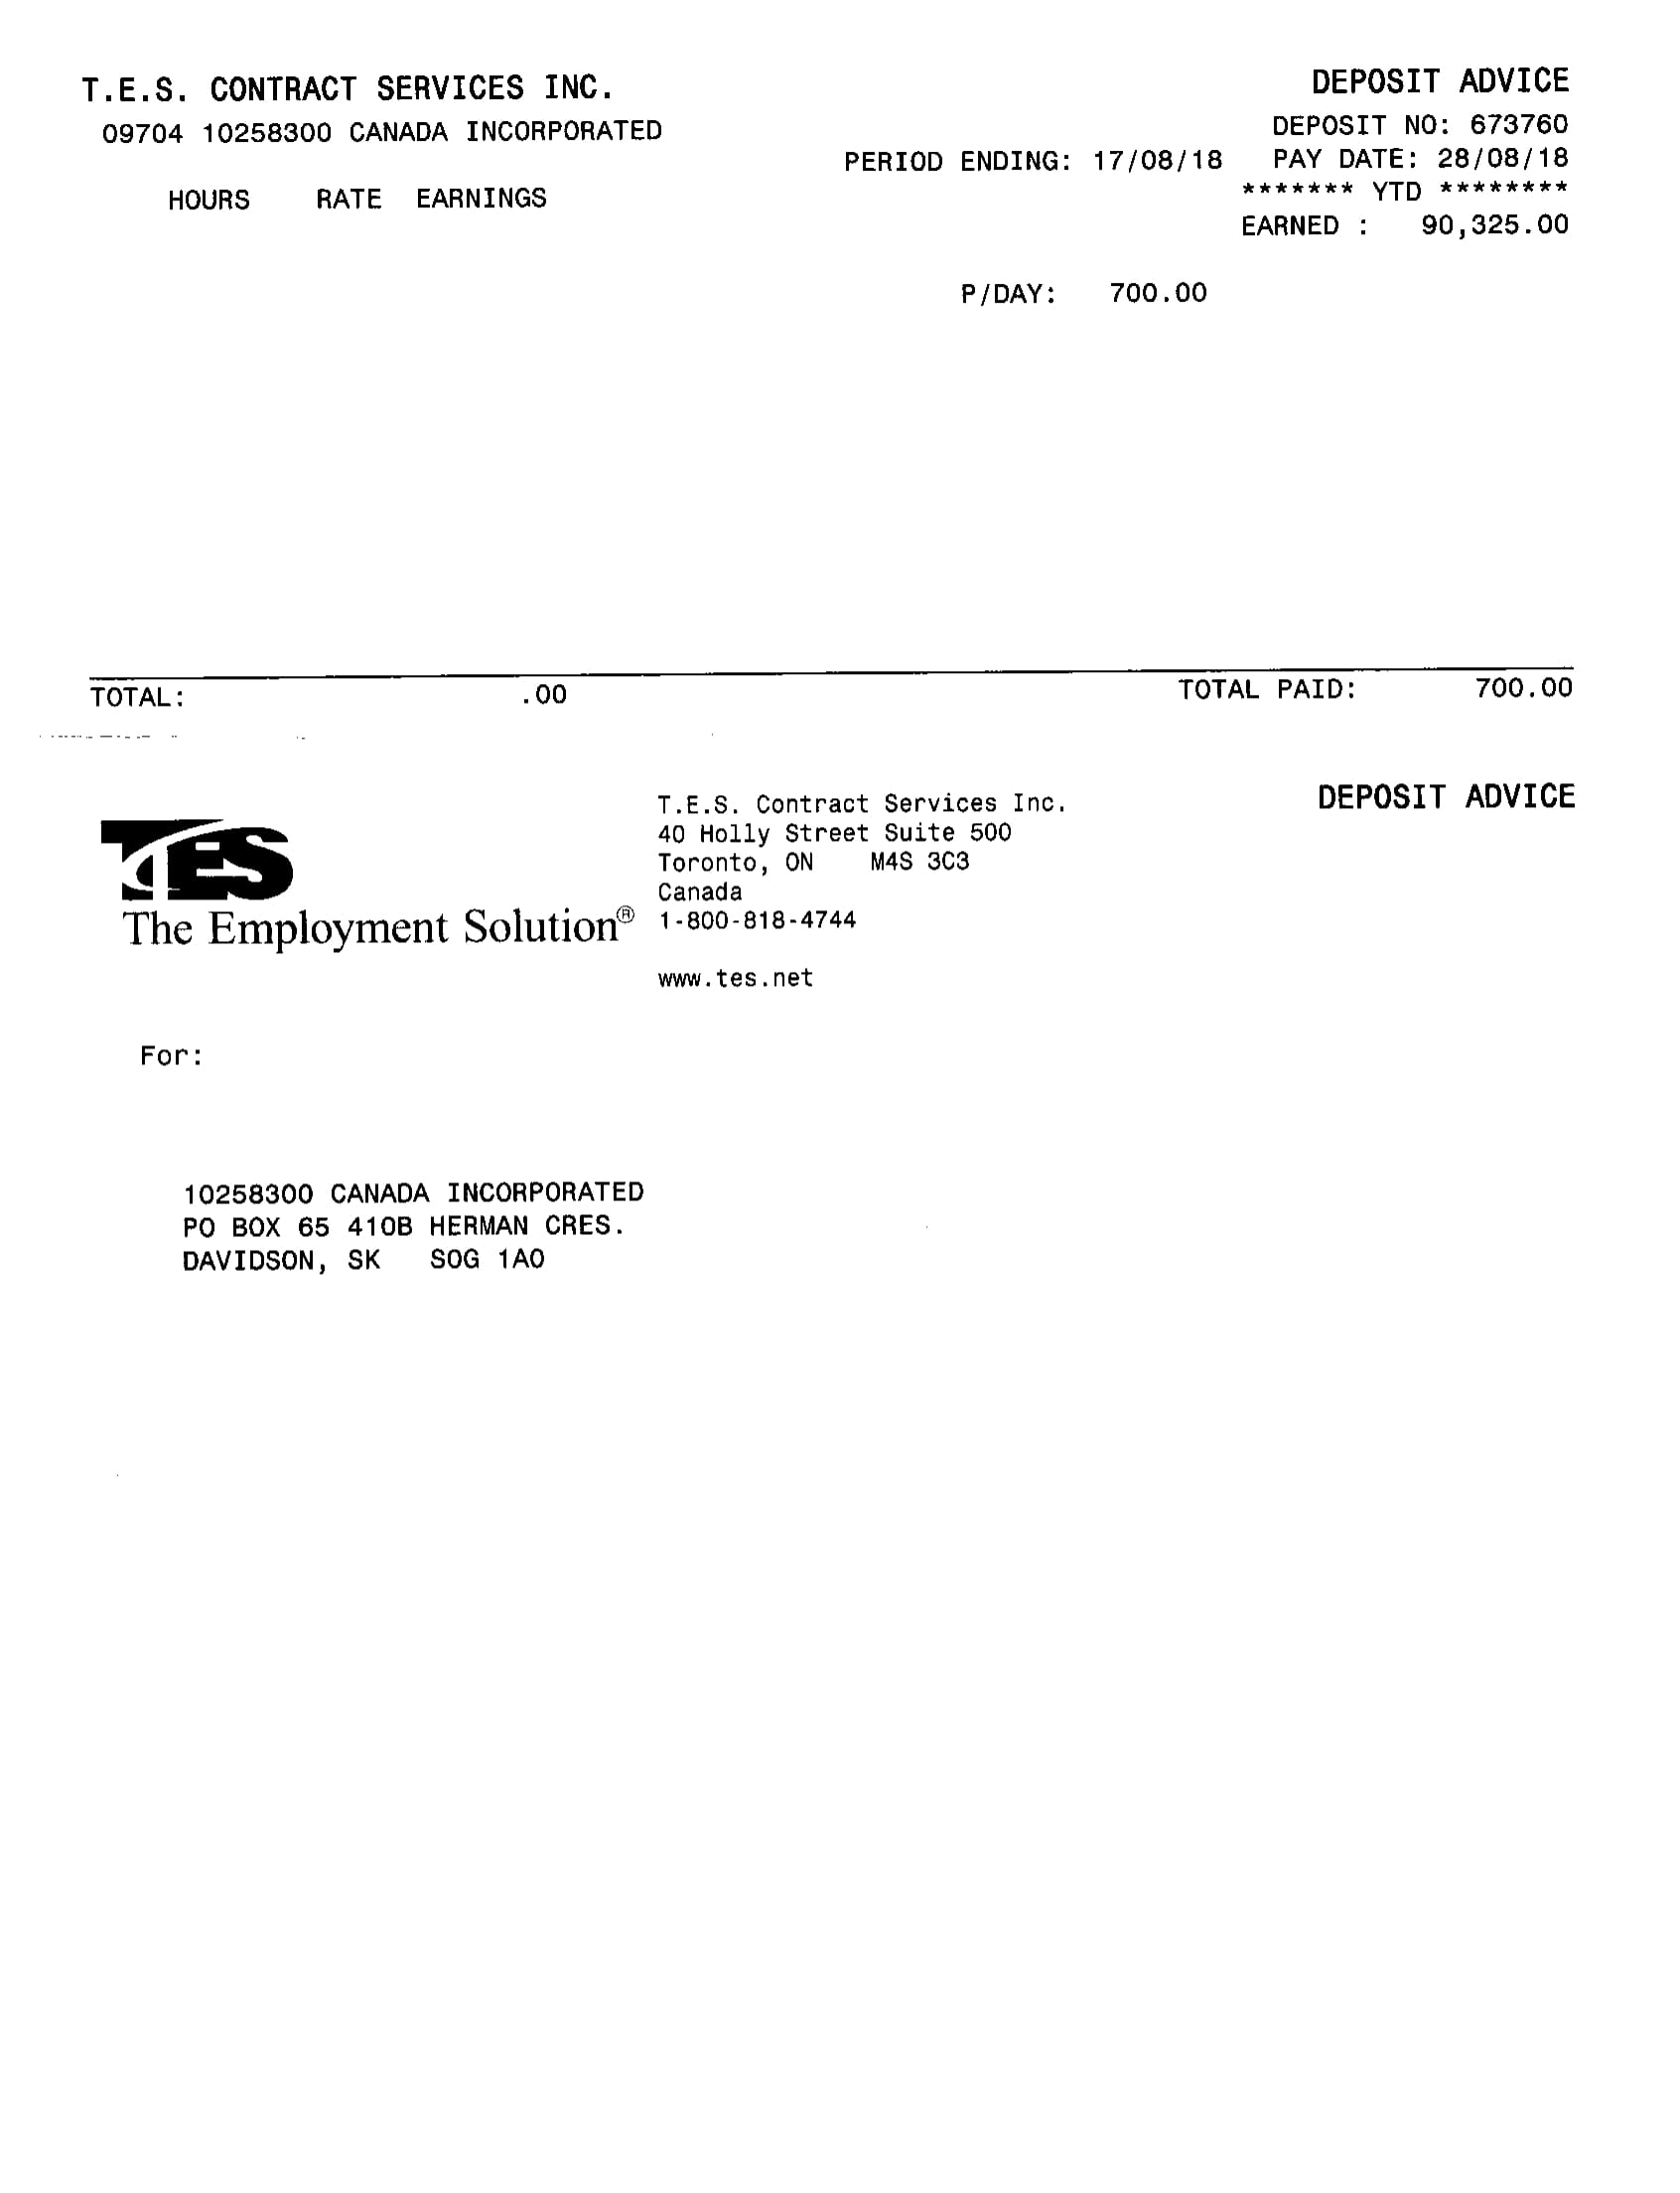 T.E.S. CONTRACT SERVICES INC. DEPOSIT ADVICE
09704 10258300 CANADA INCORPORATED DEPOSIT NO: 673760
PERIOD ENDING: 17/08/18 PAY DATE: 28/08/18
HOURS RATE EARNINGS ******* YTD ********
EARNED : 90,325.00
P/DAY: 700.00
TOTAL: .00 TOTAL PAID: 700.00
DEPOSIT ADVICE
TES
The Employment Solution®
T.E.S. Contract Services Inc.
40 Holly Street Suite 500
Toronto, ON M4S 3C3
Canada
1-800-818-4744
www.tes.net
For:
10258300 CANADA INCORPORATED
PO BOX 65 410B HERMAN CRES.
DAVIDSON, SK S0G 1A0